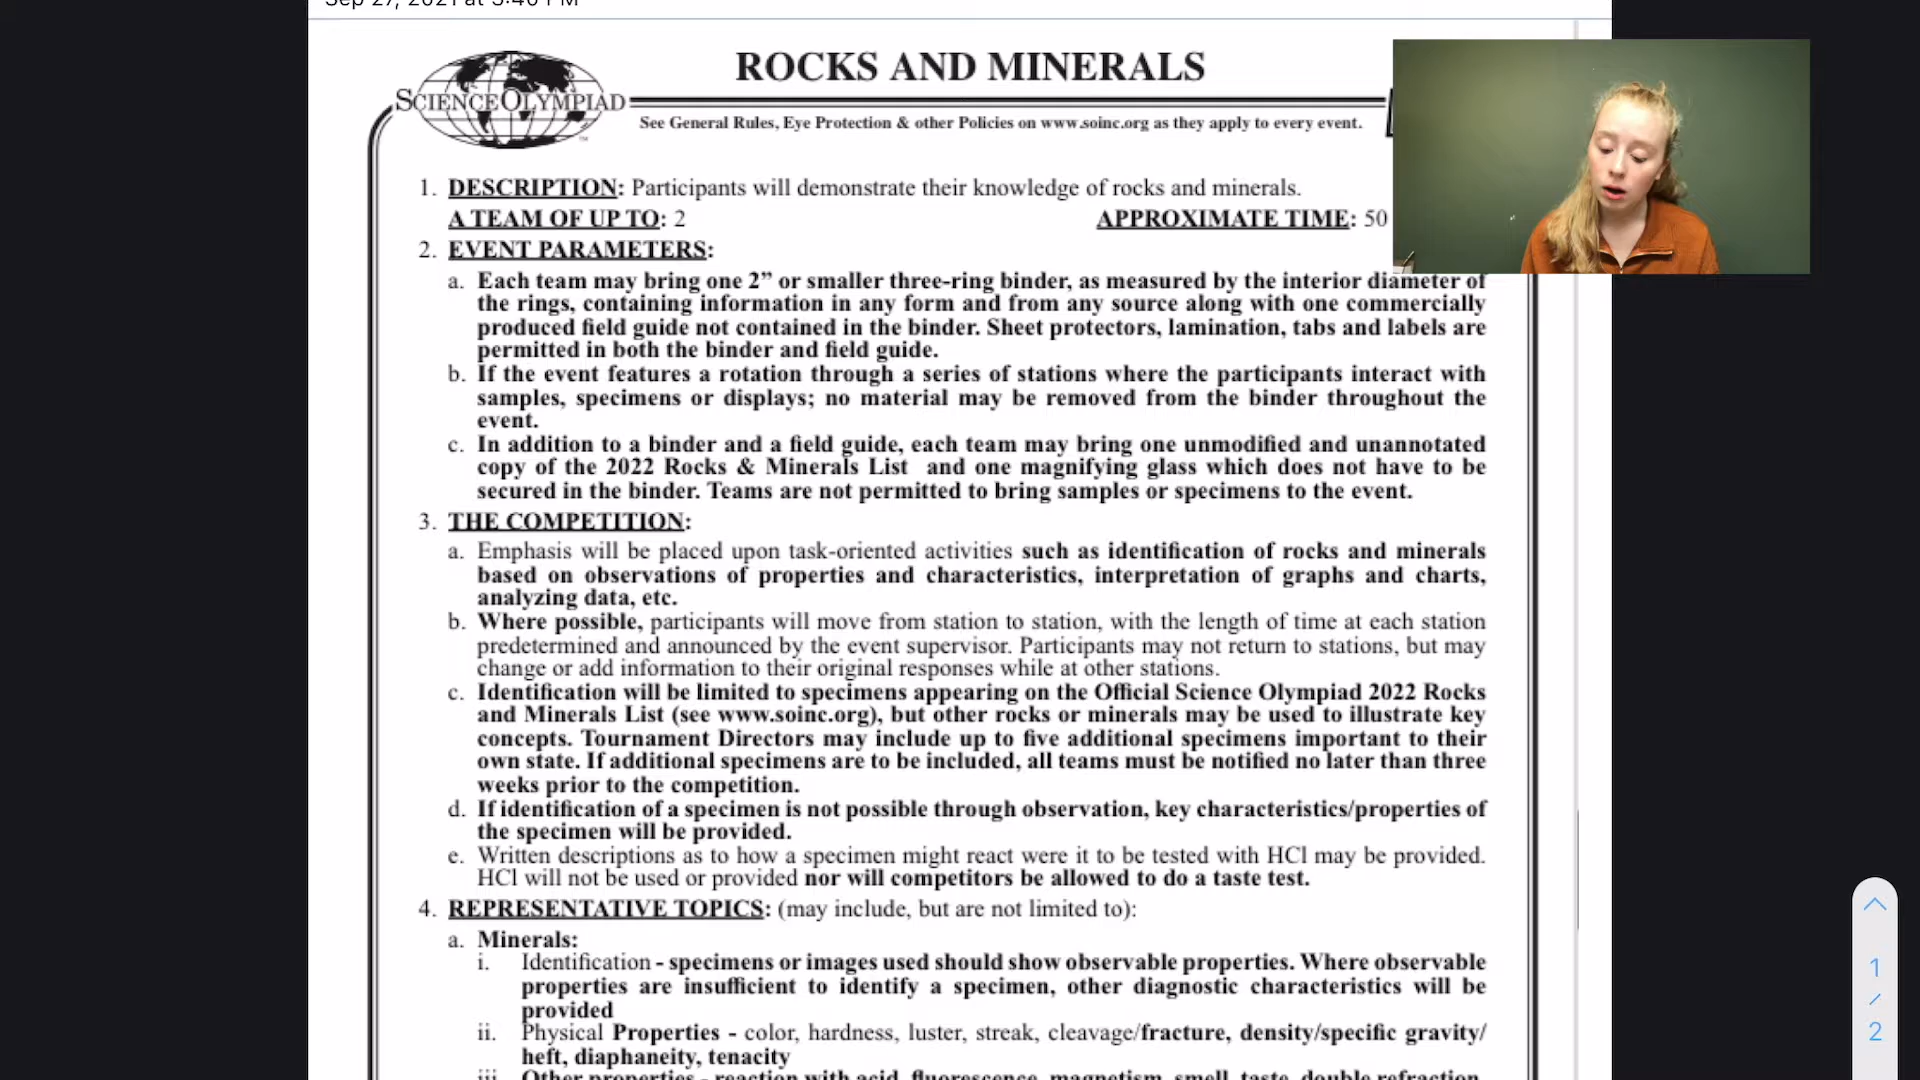 Sep 27, 2021 at 5:46 PM
ROCKS AND MINERALS
SCIENCE OLYMPIAD
See General Rules, Eye Protection & other Policies on www.soinc.org as they apply to every event.
1. DESCRIPTION: Participants will demonstrate their knowledge of rocks and minerals.
A TEAM OF UP TO: 2 APPROXIMATE TIME: 50
2. EVENT PARAMETERS:
a. Each team may bring one 2” or smaller three-ring binder, as measured by the interior diameter of
the rings, containing information in any form and from any source along with one commercially
produced field guide not contained in the binder. Sheet protectors, lamination, tabs and labels are
permitted in both the binder and field guide.
b. If the event features a rotation through a series of stations where the participants interact with
samples, specimens or displays; no material may be removed from the binder throughout the
event.
c. In addition to a binder and a field guide, each team may bring one unmodified and unannotated
copy of the 2022 Rocks & Minerals List and one magnifying glass which does not have to be
secured in the binder. Teams are not permitted to bring samples or specimens to the event.
3. THE COMPETITION:
a. Emphasis will be placed upon task-oriented activities such as identification of rocks and minerals
based on observations of properties and characteristics, interpretation of graphs and charts,
analyzing data, etc.
b. Where possible, participants will move from station to station, with the length of time at each station
predetermined and announced by the event supervisor. Participants may not return to stations, but may
change or add information to their original responses while at other stations.
c. Identification will be limited to specimens appearing on the Official Science Olympiad 2022 Rocks
and Minerals List (see www.soinc.org), but other rocks or minerals may be used to illustrate key
concepts. Tournament Directors may include up to five additional specimens important to their
own state. If additional specimens are to be included, all teams must be notified no later than three
weeks prior to the competition.
d. If identification of a specimen is not possible through observation, key characteristics/properties of
the specimen will be provided.
e. Written descriptions as to how a specimen might react were it to be tested with HCl may be provided.
HCl will not be used or provided nor will competitors be allowed to do a taste test.
4. REPRESENTATIVE TOPICS: (may include, but are not limited to):
a. Minerals:
i. Identification - specimens or images used should show observable properties. Where observable
properties are insufficient to identify a specimen, other diagnostic characteristics will be
provided
ii. Physical Properties - color, hardness, luster, streak, cleavage/fracture, density/specific gravity/
heft, diaphaneity, tenacity
iii. Other properties - reaction with acid, fluorescence, magnetism, smell, taste, double refraction,
1
/
2